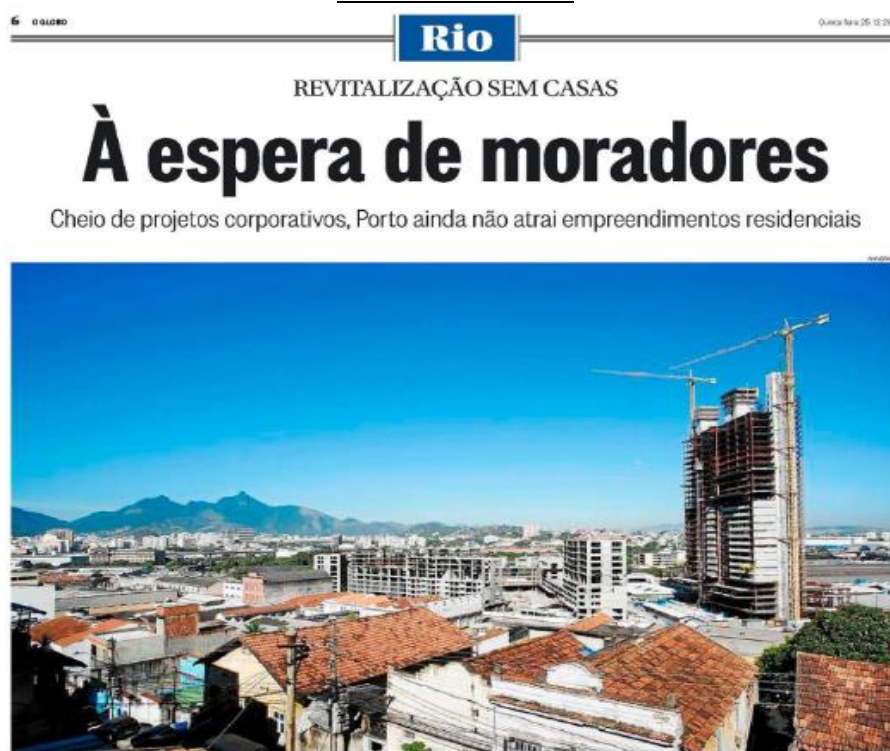 6 O GLOBO
Rio
REVITALIZAÇÃO SEM CASAS
À espera de moradores
Cheio de projetos corporativos, Porto ainda não atrai empreendimentos residenciais